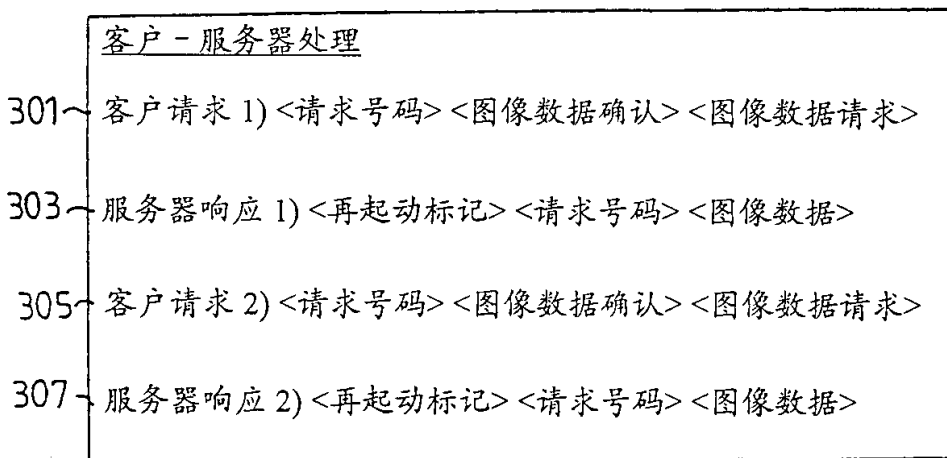 客户-服务器处理
301 客户请求 1) <请求号码> <图像数据确认> <图像数据请求>
303 服务器响应 1) <再起动标记> <请求号码> <图像数据>
305 客户请求 2) <请求号码> <图像数据确认> <图像数据请求>
307 服务器响应 2) <再起动标记> <请求号码> <图像数据>